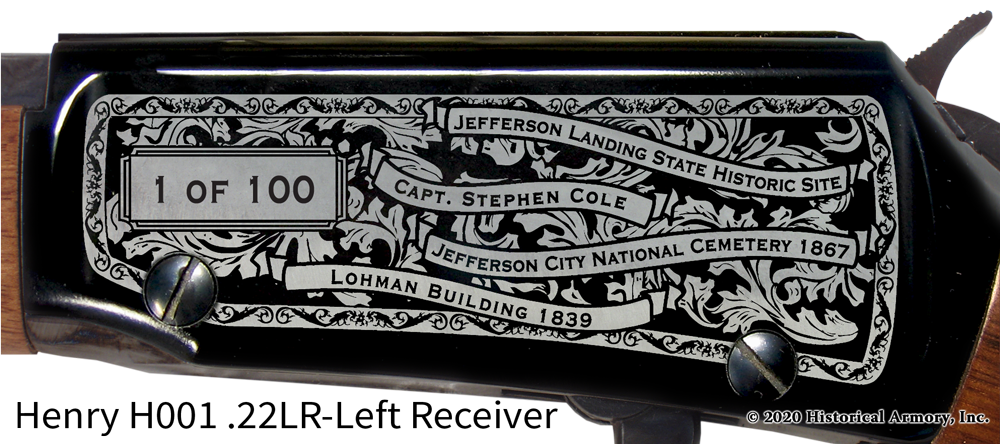 JEFFERSON LANDING STATE HISTORIC SITE
1 OF 100
CAPT. STEPHEN COLE
JEFFERSON CITY NATIONAL CEMETERY 1867
LOHMAN BUILDING 1839
Henry H001 .22LR-Left Receiver
© 2020 Historical Armory, Inc.